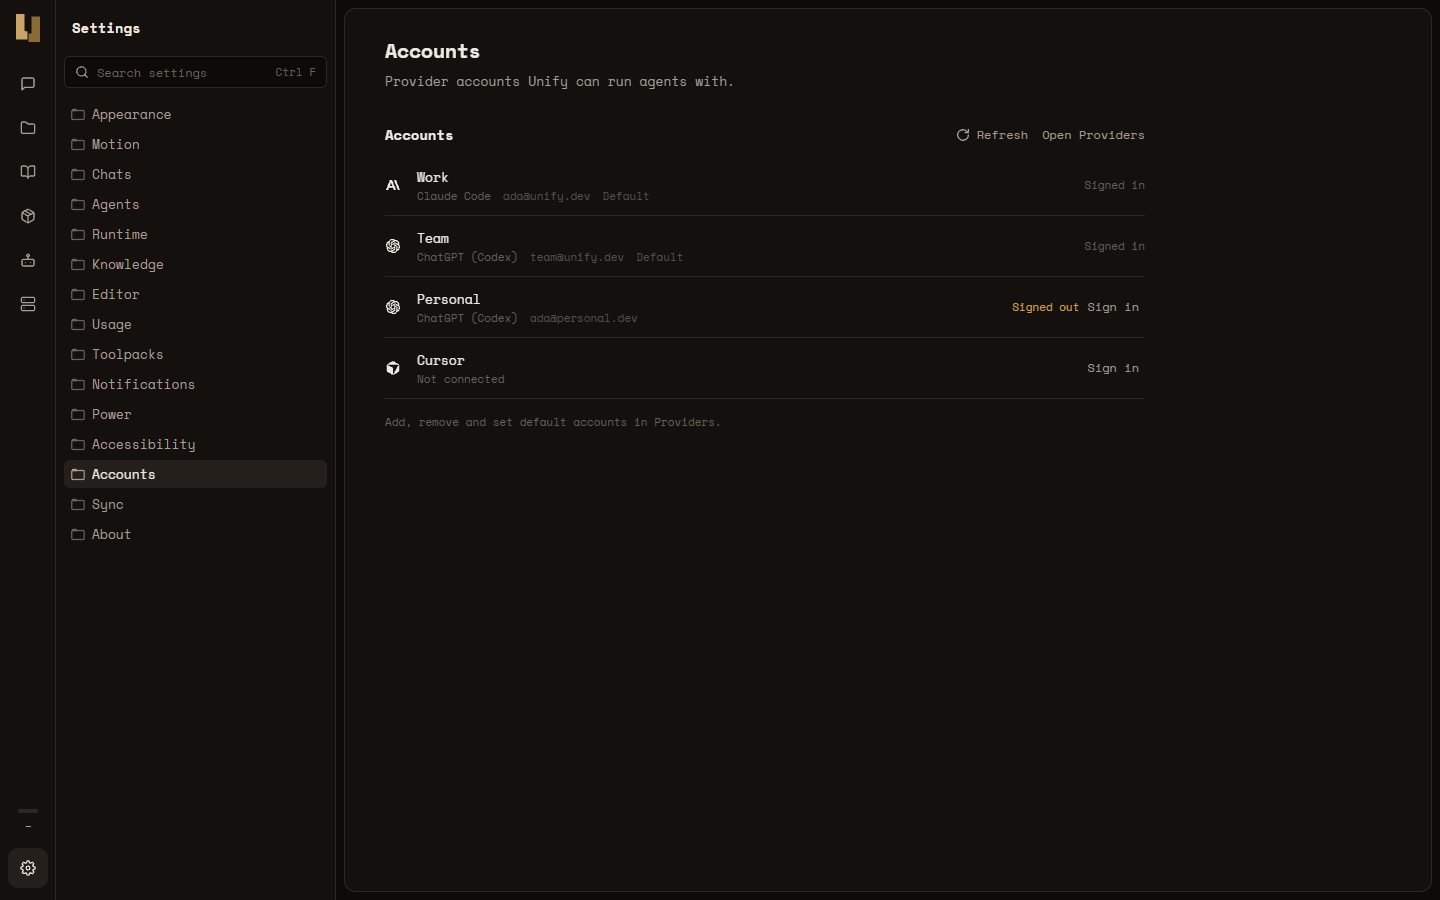 Settings
Search settings Ctrl F
Appearance
Motion
Chats
Agents
Runtime
Knowledge
Editor
Usage
Toolpacks
Notifications
Power
Accessibility
Accounts
Sync
About
Accounts
Provider accounts Unify can run agents with.
Accounts Refresh Open Providers
Work
Claude Code ada@unify.dev Default
Signed in
Team
ChatGPT (Codex) team@unify.dev Default
Signed in
Personal
ChatGPT (Codex) ada@personal.dev
Signed out Sign in
Cursor
Not connected
Sign in
Add, remove and set default accounts in Providers.